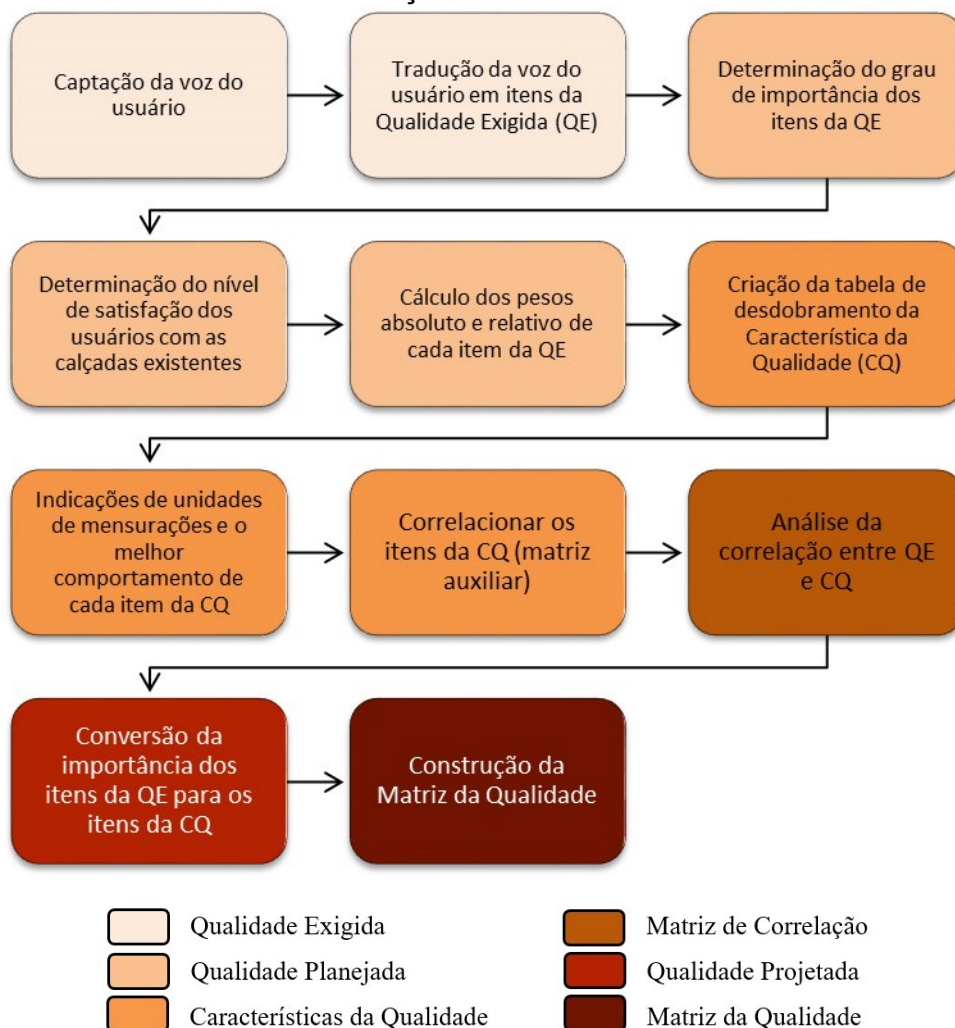 Captação da voz do
usuário
Tradução da voz do
usuário em itens da
Qualidade Exigida (QE)
Determinação do grau
de importância dos
itens da QE
Determinação do nível
de satisfação dos
usuários com as
calçadas existentes
Cálculo dos pesos
absoluto e relativo de
cada item da QE
Criação da tabela de
desdobramento da
Característica da
Qualidade (CQ)
Indicações de unidades
de mensurações e o
melhor
comportamento de
cada item da CQ
Correlacionar os
itens da CQ (matriz
auxiliar)
Análise da
correlação entre QE
e CQ
Conversão da
importância dos
itens da QE para os
itens da CQ
Construção da
Matriz da Qualidade
Qualidade Exigida
Qualidade Planejada
Características da Qualidade
Matriz de Correlação
Qualidade Projetada
Matriz da Qualidade